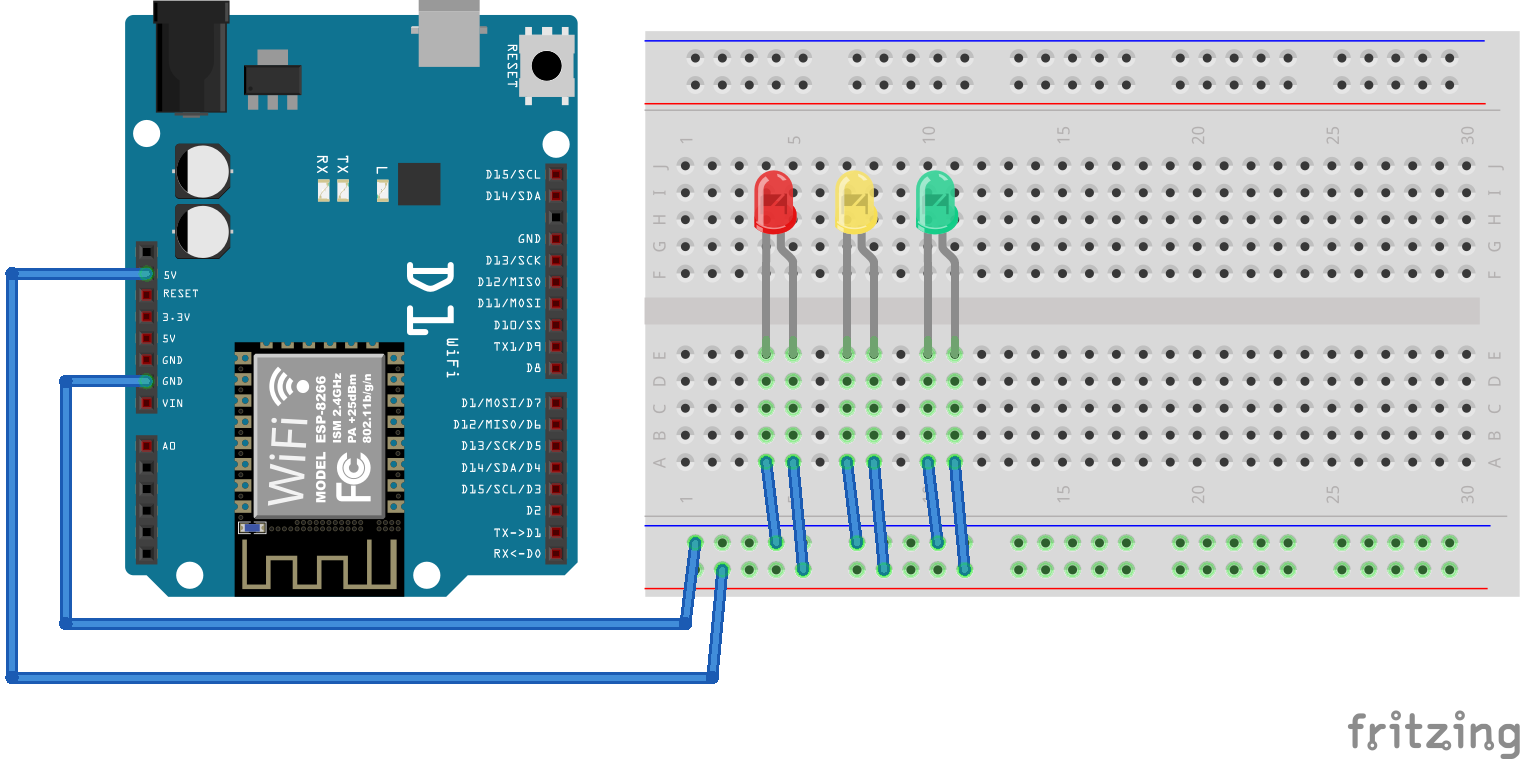 RESET
RX
TX
L
D15/SCL
D14/SDA
GND
D13/SCK
D12/MISO
D11/MOSI
D10/SS
TX1/D9
D8
5V
RESET
3.3V
5V
GND
GND
VIN
A0
D1 WiFi
D1/MOSI/D7
D12/MISO/D6
D13/SCK/D5
D14/SDA/D4
D15/SCL/D3
D2
TX->D1
RX<-D0
WiFi
MODEL ESP-8266
ISM 2.4GHz
PA +25dBm
802.11b/g/n
FC
1 5 10 15 20 25 30
J J
I I
H H
G G
F F
E E
D D
C C
B B
A A
1 15 20 25 30
fritzing